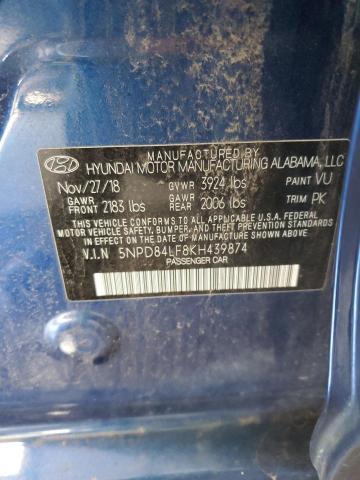 MANUFACTURED BY
HYUNDAI MOTOR MANUFACTURING ALABAMA, LLC
Nov/27/18 GVWR 3924 lbs PAINT VU
GAWR FRONT 2183 lbs GAWR REAR 2006 lbs TRIM PK
THIS VEHICLE CONFORMS TO ALL APPLICABLE U.S. FEDERAL
MOTOR VEHICLE SAFETY, BUMPER, AND THEFT PREVENTION
STANDARDS IN EFFECT ON THE DATE OF MANUFACTURE SHOWN ABOVE.
V.I.N 5NPD84LF8KH439874
PASSENGER CAR